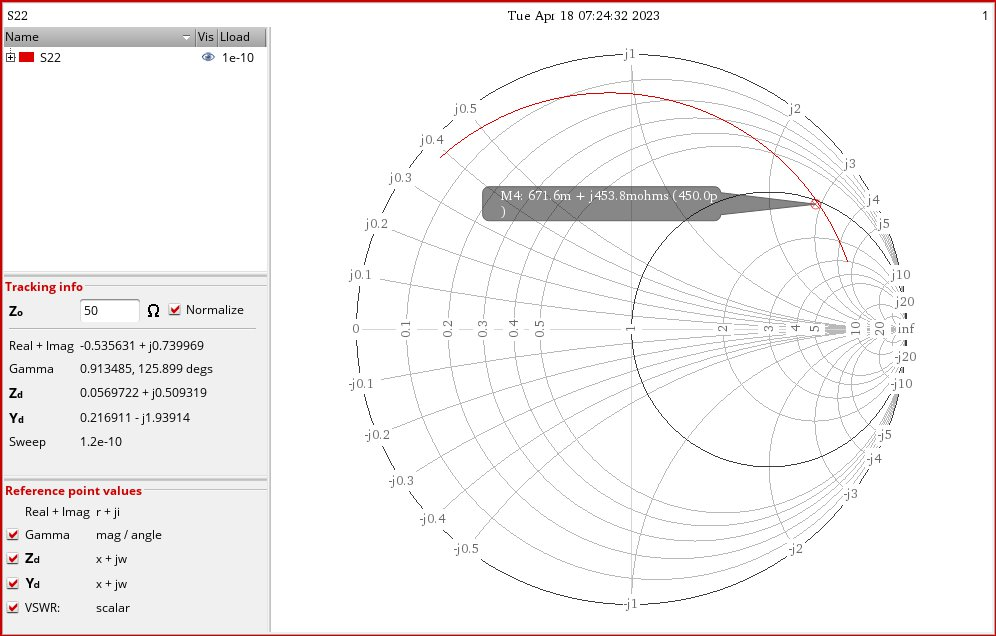 S22
Tue Apr 18 07:24:32 2023
1
Name Vis Lload
S22 1e-10
Tracking info
Zo 50 Ω Normalize
Real + Imag -0.535631 + j0.739969
Gamma 0.913485, 125.899 degs
Zd 0.0569722 + j0.509319
Yd 0.216911 - j1.93914
Sweep 1.2e-10
Reference point values
Real + Imag r + ji
Gamma mag / angle
Zd x + jw
Yd x + jw
VSWR: scalar
j1
j0.5 j2
j0.4
j3
j0.3
M4: 671.6m + j453.8mohms (450.0p
)
j4
j0.2 j5
j0.1 j10
j20
0 0.1 0.2 0.3 0.4 0.5 1 2 3 4 5 10 20 inf
-j20
-j0.1 -j10
-j0.2 -j5
-j4
-j0.3
-j3
-j0.4
-j0.5 -j2
-j1